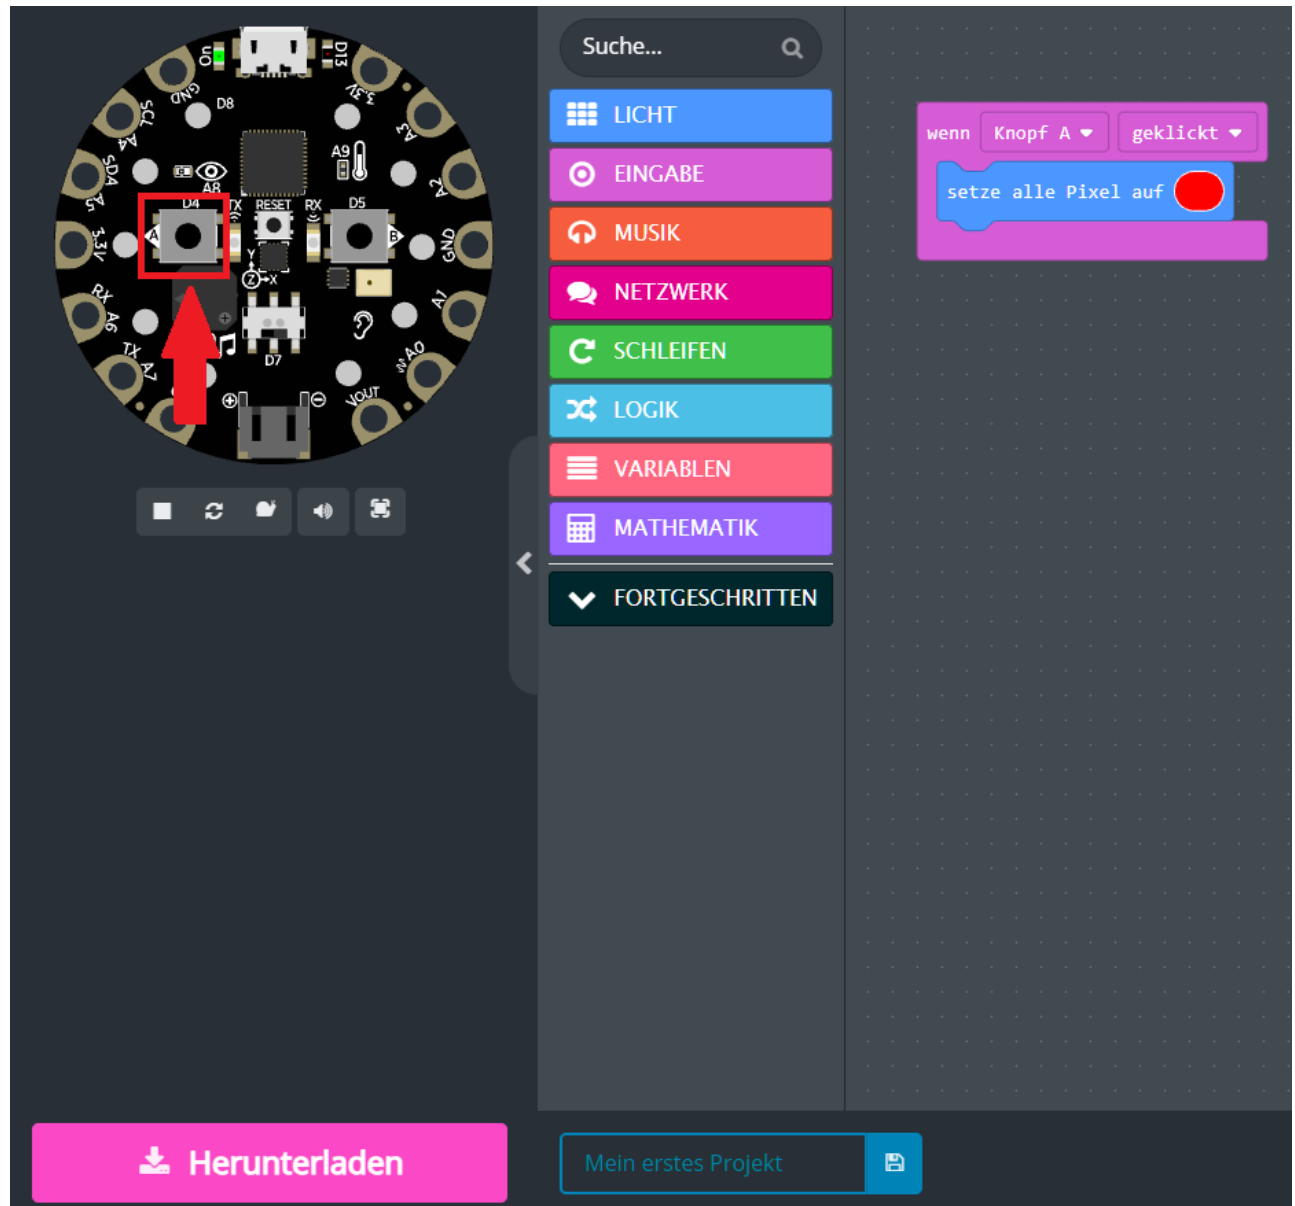 On
D13
GND
3.3V
D8
SCL
A4
A3
A9
SDA
A5
A8
A2
D4
TX
RESET
RX
D5
A
B
3.3V
Y
GND
Z
X
RX
A6
A1
TX
A7
D7
A0
VOUT
Suche...
LICHT
EINGABE
MUSIK
NETZWERK
SCHLEIFEN
LOGIK
VARIABLEN
MATHEMATIK
FORTGESCHRITTEN
wenn Knopf A geklickt
setze alle Pixel auf
Herunterladen
Mein erstes Projekt